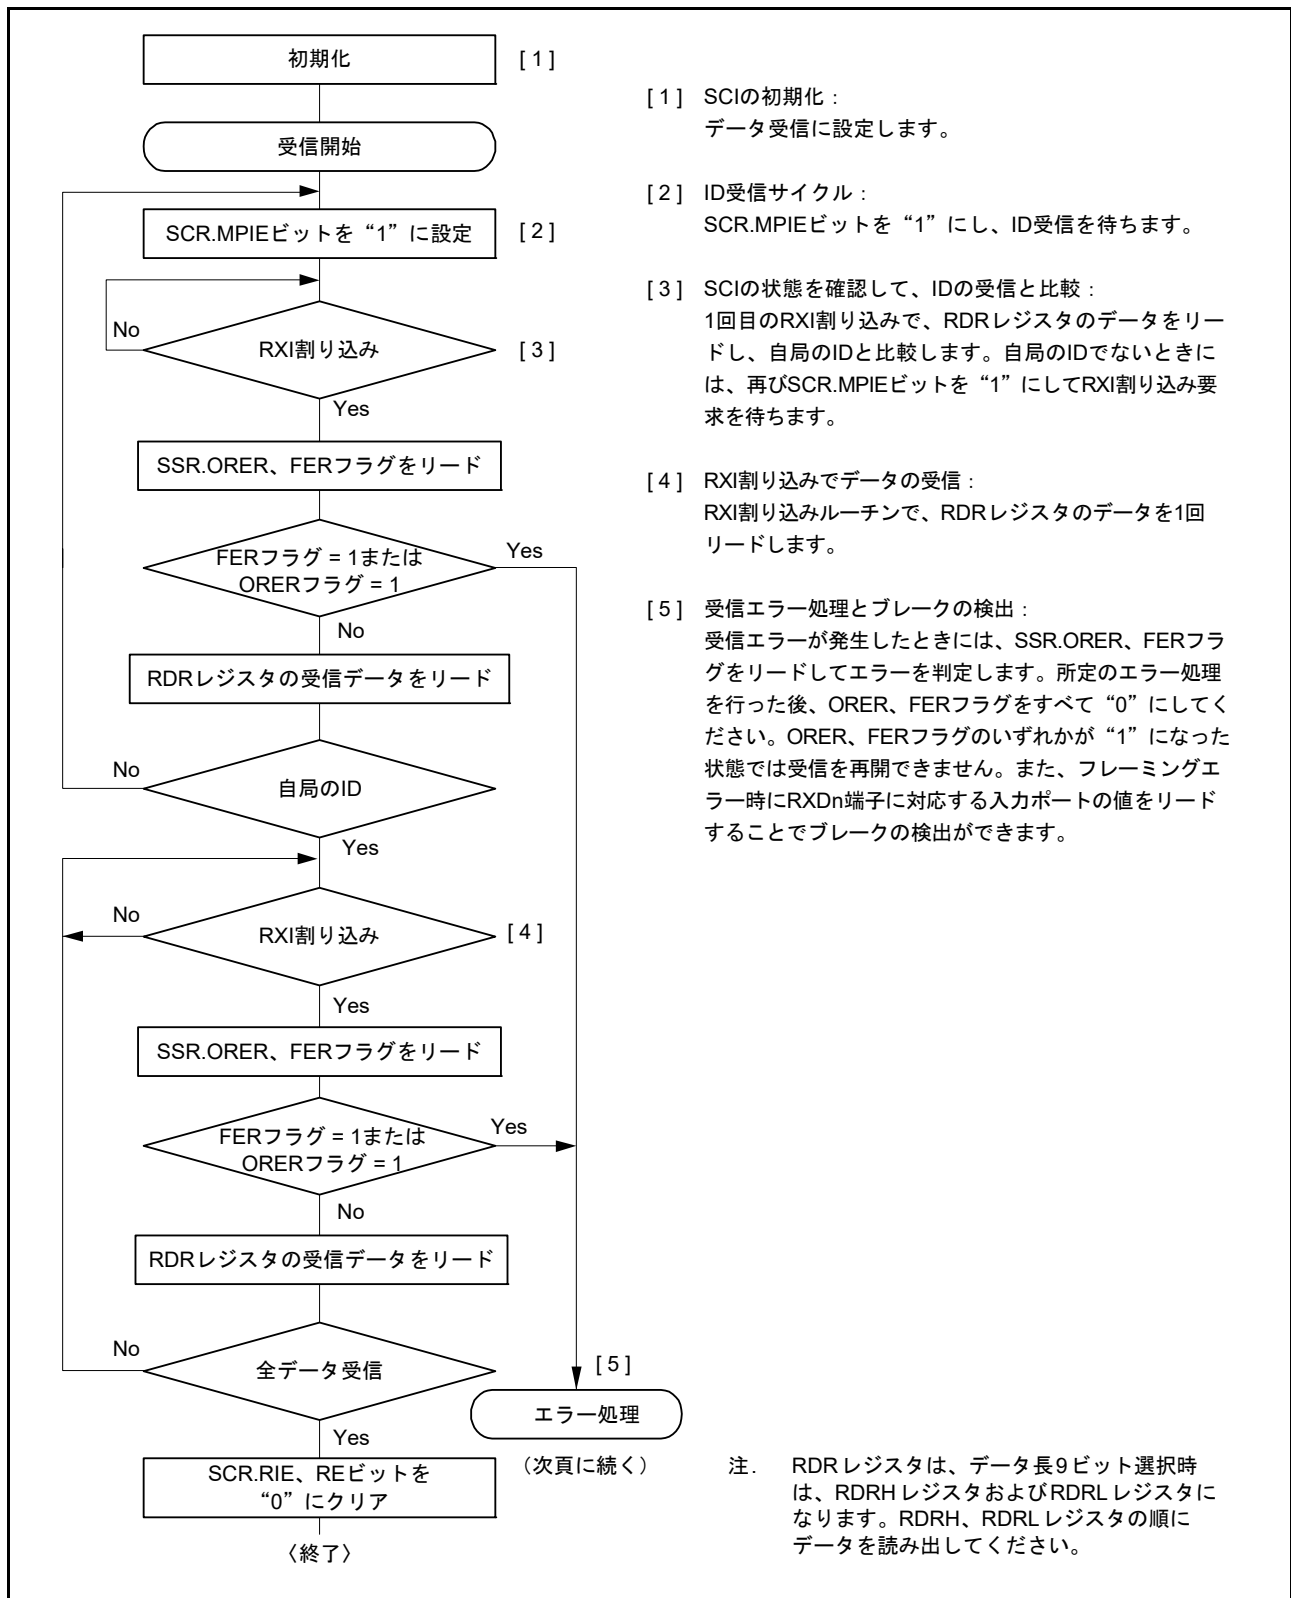 初期化
[ 1 ]
受信開始
SCR.MPIEビットを“1”に設定
[ 2 ]
No
RXI割り込み
[ 3 ]
Yes
SSR.ORER、FERフラグをリード
FERフラグ = 1または
ORERフラグ = 1
Yes
No
RDRレジスタの受信データをリード
No
自局のID
Yes
No
RXI割り込み
[ 4 ]
Yes
SSR.ORER、FERフラグをリード
FERフラグ = 1または
ORERフラグ = 1
Yes
No
RDRレジスタの受信データをリード
No
全データ受信
[ 5 ]
エラー処理
Yes
(次頁に続く)
SCR.RIE、REビットを
“0”にクリア
〈終了〉
[ 1 ] SCIの初期化：
データ受信に設定します。
[ 2 ] ID受信サイクル：
SCR.MPIEビットを“1”にし、ID受信を待ちます。
[ 3 ] SCIの状態を確認して、IDの受信と比較：
1回目のRXI割り込みで、RDRレジスタのデータをリー
ドし、自局のIDと比較します。自局のIDでないときに
は、再びSCR.MPIEビットを“1”にしてRXI割り込み要
求を待ちます。
[ 4 ] RXI割り込みでデータの受信：
RXI割り込みルーチンで、RDRレジスタのデータを1回
リードします。
[ 5 ] 受信エラー処理とブレークの検出：
受信エラーが発生したときには、SSR.ORER、FERフラ
グをリードしてエラーを判定します。所定のエラー処理
を行った後、ORER、FERフラグをすべて“0”にしてく
ださい。ORER、FERフラグのいずれかが“1”になった
状態では受信を再開できません。また、フレーミングエ
ラー時にRXDn端子に対応する入力ポートの値をリード
することでブレークの検出ができます。
注. RDRレジスタは、データ長9ビット選択時
は、RDRHレジスタおよびRDRLレジスタに
なります。RDRH、RDRLレジスタの順に
データを読み出してください。